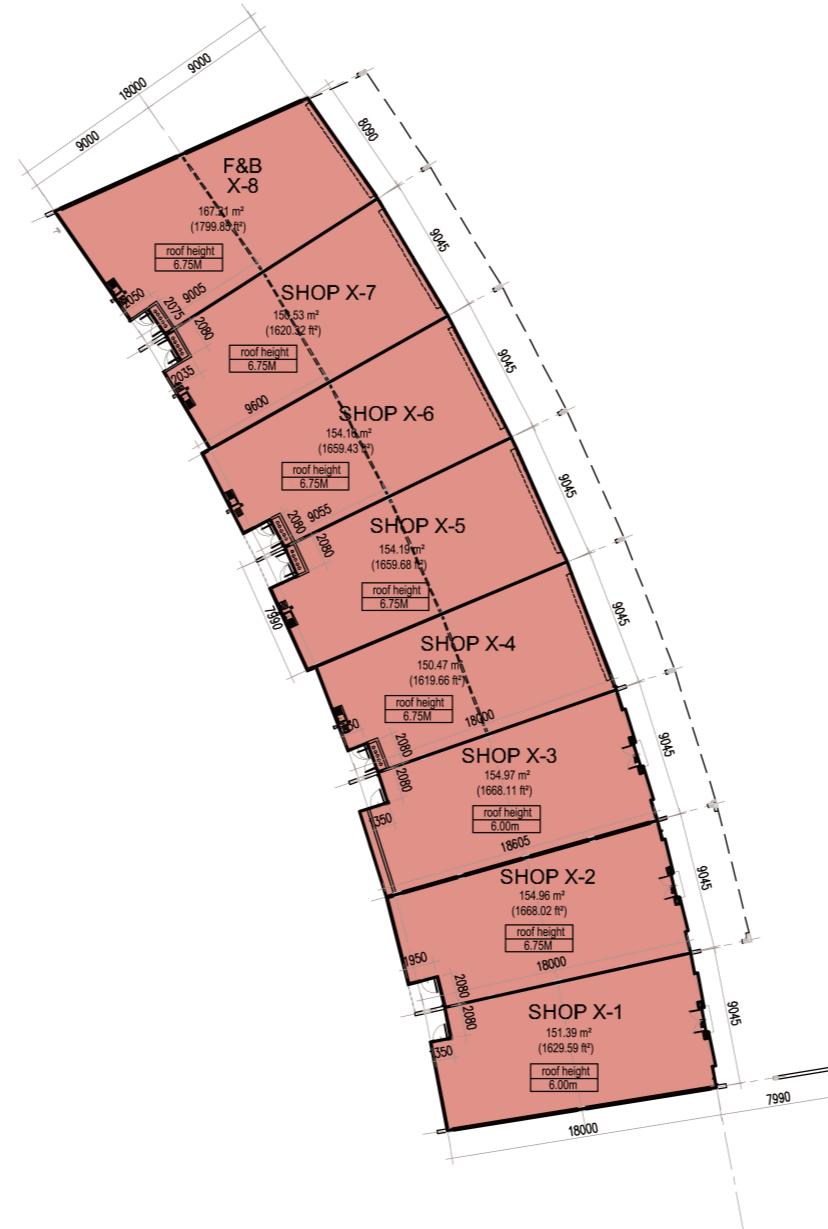 9000
18000
9000
8090
F&B
X-8
167.21 m²
(1799.85 ft²)
roof height
6.75M
9045
2050
2075
2080
9005
SHOP X-7
150.53 m²
(1620.32 ft²)
roof height
6.75M
9045
2035
9600
SHOP X-6
154.16 m²
(1659.43 ft²)
roof height
6.75M
9045
2080
2080
9055
SHOP X-5
154.19 m²
(1659.68 ft²)
roof height
6.75M
9045
7990
SHOP X-4
150.47 m²
(1619.66 ft²)
roof height
6.75M
18000
2080
2080
9045
SHOP X-3
154.97 m²
(1668.11 ft²)
roof height
6.00m
1350
18605
9045
SHOP X-2
154.96 m²
(1668.02 ft²)
roof height
6.75M
1950
18000
2080
2080
9045
SHOP X-1
151.39 m²
(1629.59 ft²)
roof height
6.00m
1350
7990
18000